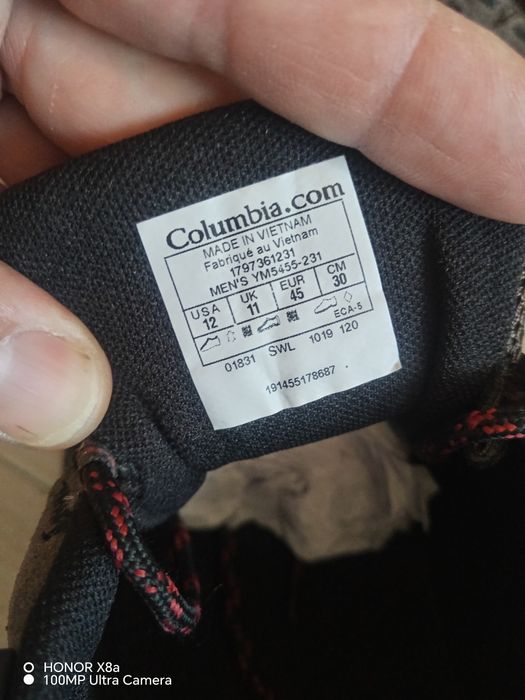 Columbia.com
MADE IN VIETNAM
Fabriqué au Vietnam
1797361231
MEN'S YM5455-231
USA UK EUR CM
12 11 45 30
ECA-5
01831 SWL 1019 120
191455178687
HONOR X8a
100MP Ultra Camera